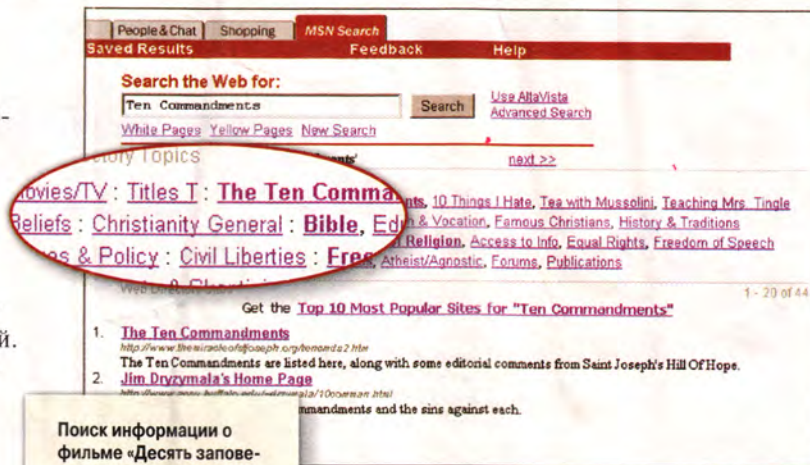 People & Chat Shopping MSN Search
Saved Results Feedback Help
Search the Web for:
Ten Commandments Search Use AltaVista
Advanced Search
White Pages Yellow Pages New Search
Topics next >>
Movies/TV : Titles T : The Ten Comma
nts, 10 Things I Hate, Tea with Mussolini, Teaching Mrs. Tingle
Beliefs : Christianity General : Bible, Ed
n & Vocation, Famous Christians, History & Traditions
& Policy : Civil Liberties : Free
Religion, Access to Info, Equal Rights, Freedom of Speech
Atheist/Agnostic, Forums, Publications
1 - 20 of 44
Get the Top 10 Most Popular Sites for "Ten Commandments"
й.
1. The Ten Commandments
The Ten Commandments are listed here, along with some editorial comments from Saint Joseph's Hill Of Hope.
2. Jim Dryzymala's Home Page
mmandments and the sins against each.
Поиск информации о
фильме «Десять запове-